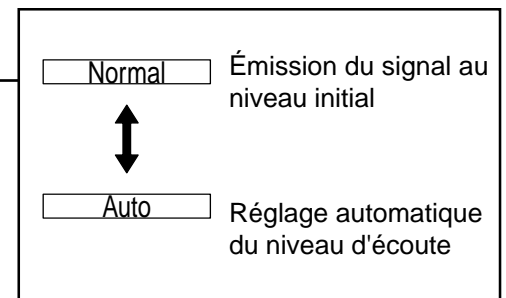 Normal
Émission du signal au
niveau initial
Auto
Réglage automatique
du niveau d'écoute